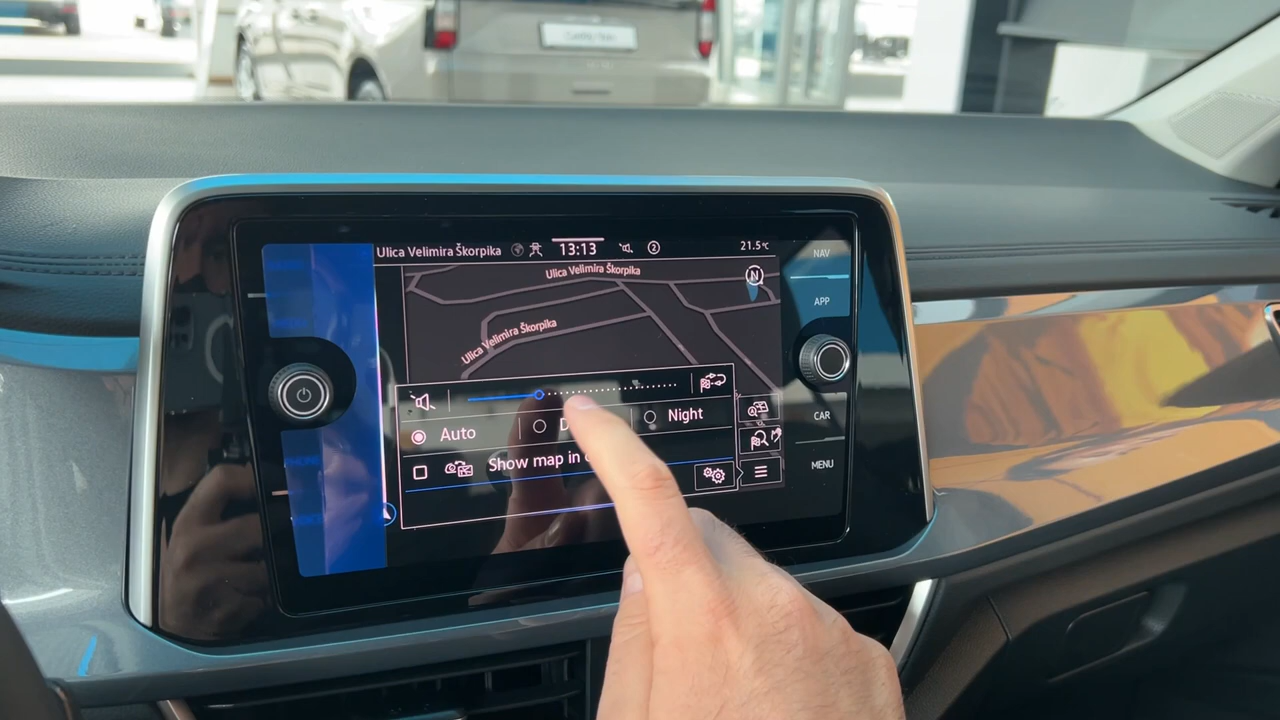 Ulica Velimira Škorpika 13:13 2 21.5°C
NAV
N
Ulica Velimira Škorpika
APP
Ulica Velimira Škorpika
Night
Auto
CAR
Show map in
MENU